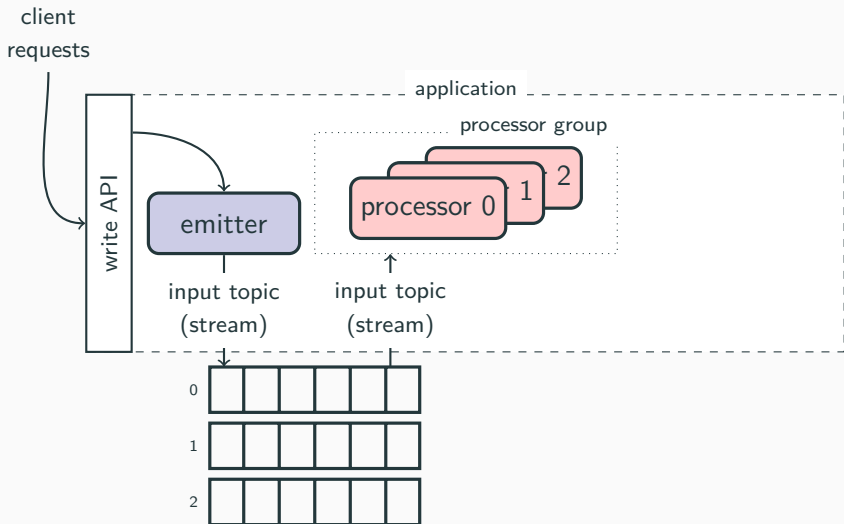 client
requests
application
processor group
write API
emitter
processor 0
1
2
input topic
(stream)
input topic
(stream)
0
1
2